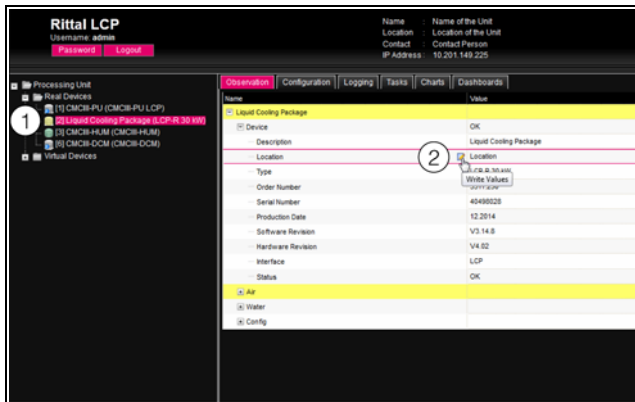 Rittal LCP
Username: admin
Password Logout
Name : Name of the Unit
Location : Location of the Unit
Contact : Contact Person
IP Address : 10.201.149.225
Processing Unit
Real Devices
[1] CMCIII-PU (CMCIII-PU LCP)
[2] Liquid Cooling Package (LCP-R 30 kW)
[3] CMCIII-HUM (CMCIII-HUM)
[6] CMCIII-DCM (CMCIII-DCM)
Virtual Devices
1
Observation Configuration Logging Tasks Charts Dashboards
Name Value
Liquid Cooling Package
Device OK
Description Liquid Cooling Package
Location 2 Location
Write Values
Type LCP-R 30 kW
Order Number
Serial Number 40498028
Production Date 12.2014
Software Revision V3.14.8
Hardware Revision V4.02
Interface LCP
Status OK
Air
Water
Config